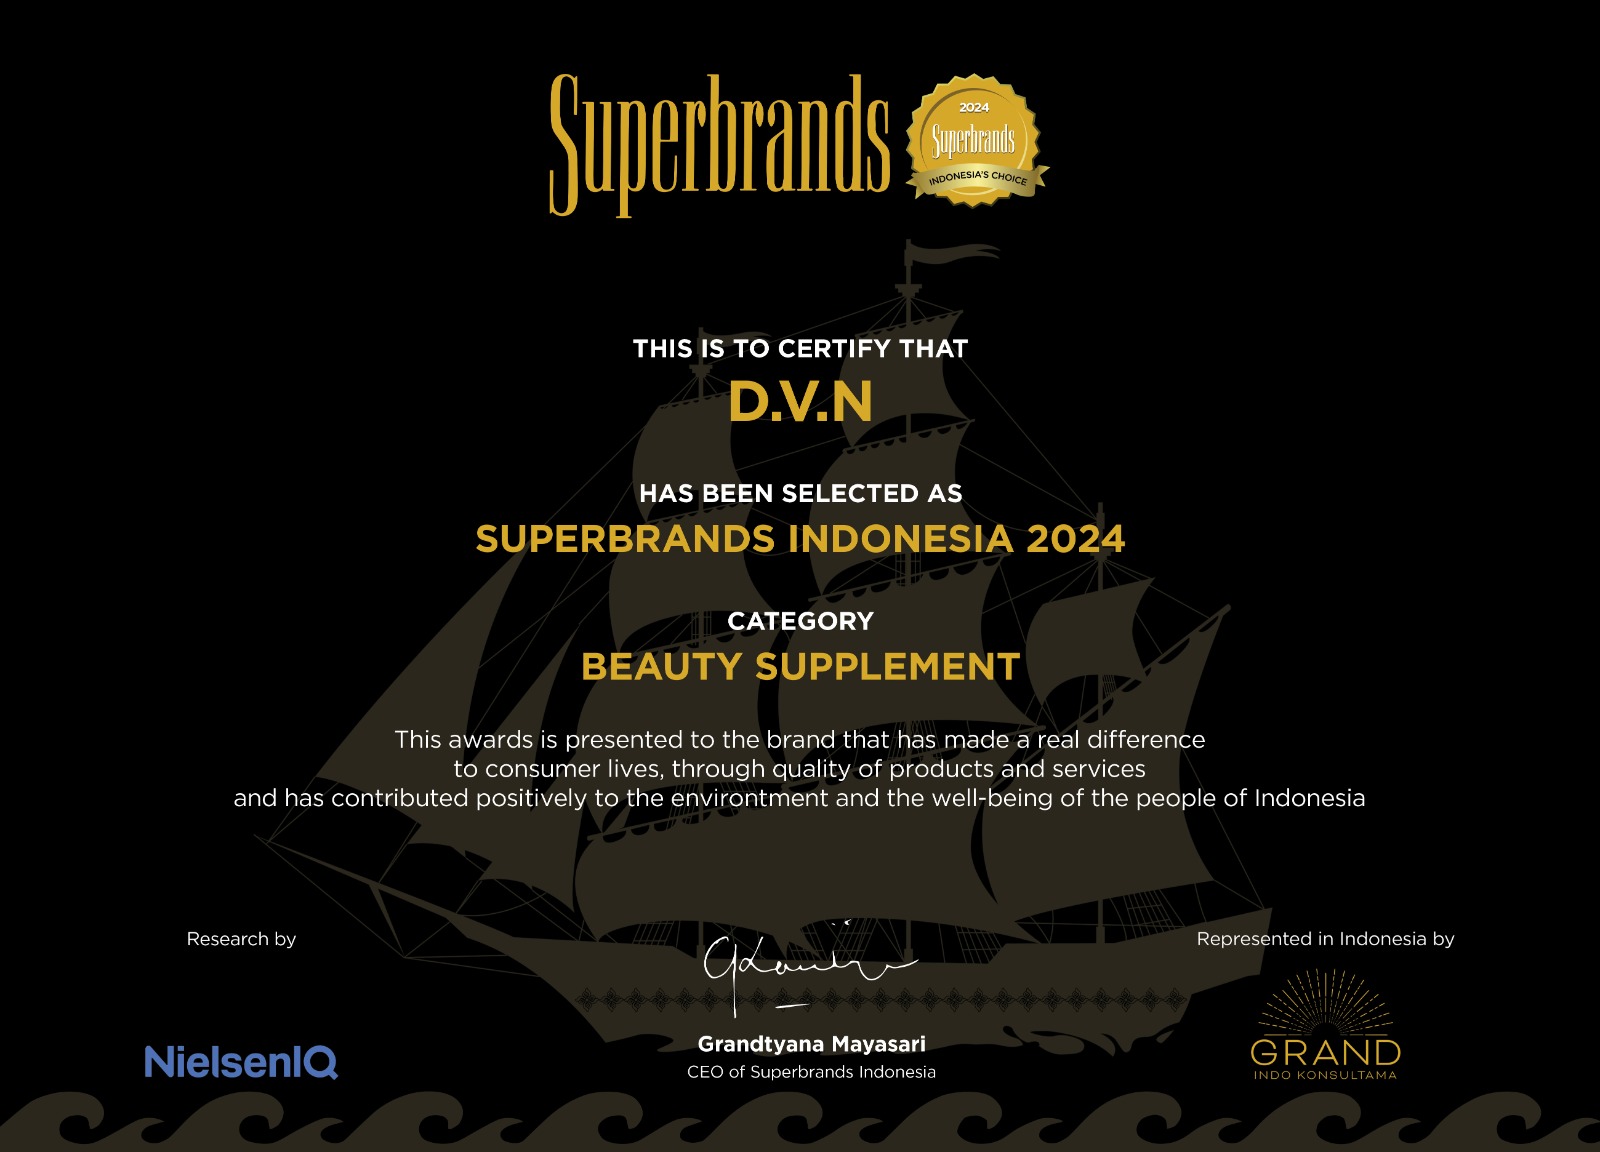 Superbrands
2024
Superbrands
INDONESIA'S CHOICE
THIS IS TO CERTIFY THAT
D.V.N
HAS BEEN SELECTED AS
SUPERBRANDS INDONESIA 2024
CATEGORY
BEAUTY SUPPLEMENT
This awards is presented to the brand that has made a real difference
to consumer lives, through quality of products and services
and has contributed positively to the environtment and the well-being of the people of Indonesia
Research by
NielsenIQ
Grandtyana Mayasari
CEO of Superbrands Indonesia
Represented in Indonesia by
GRAND
INDO KONSULTAMA